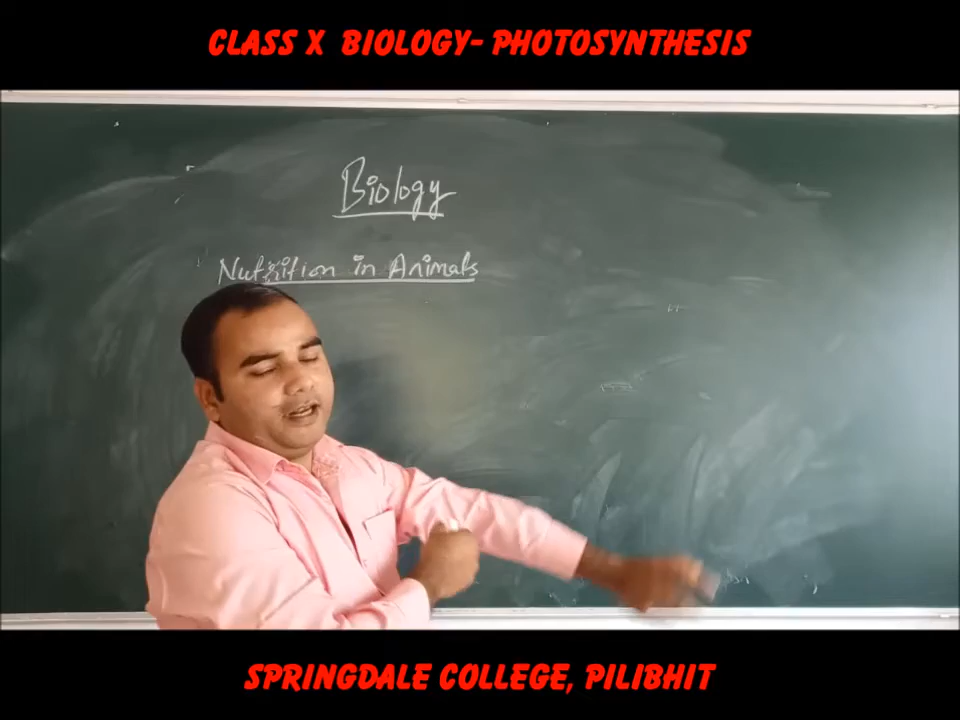 CLASS X BIOLOGY- PHOTOSYNTHESIS
Biology
Nutrition in Animals
SPRINGDALE COLLEGE, PILIBHIT